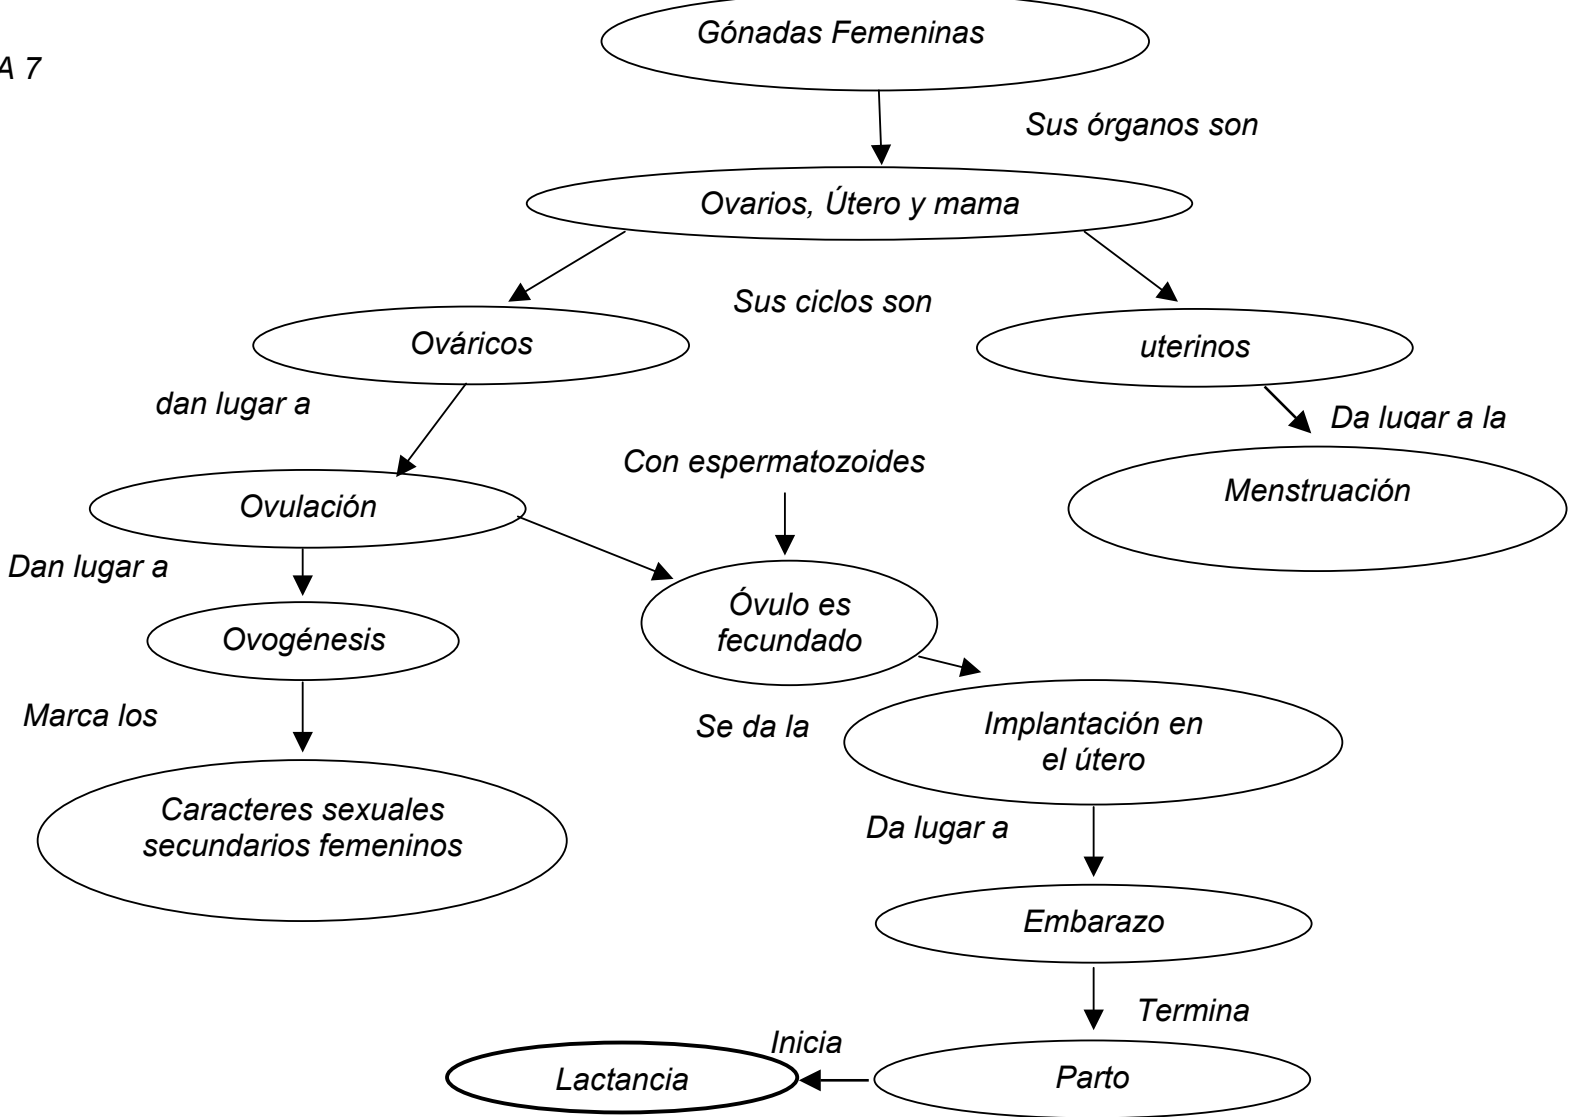 Gónadas Femeninas
A 7
Sus órganos son
Ovarios, Útero y mama
Sus ciclos son
Ováricos
uterinos
dan lugar a
Da lugar a la
Con espermatozoides
Menstruación
Ovulación
Dan lugar a
Óvulo es
fecundado
Ovogénesis
Marca los
Se da la
Implantación en
el útero
Caracteres sexuales
secundarios femeninos
Da lugar a
Embarazo
Termina
Inicia
Lactancia
Parto